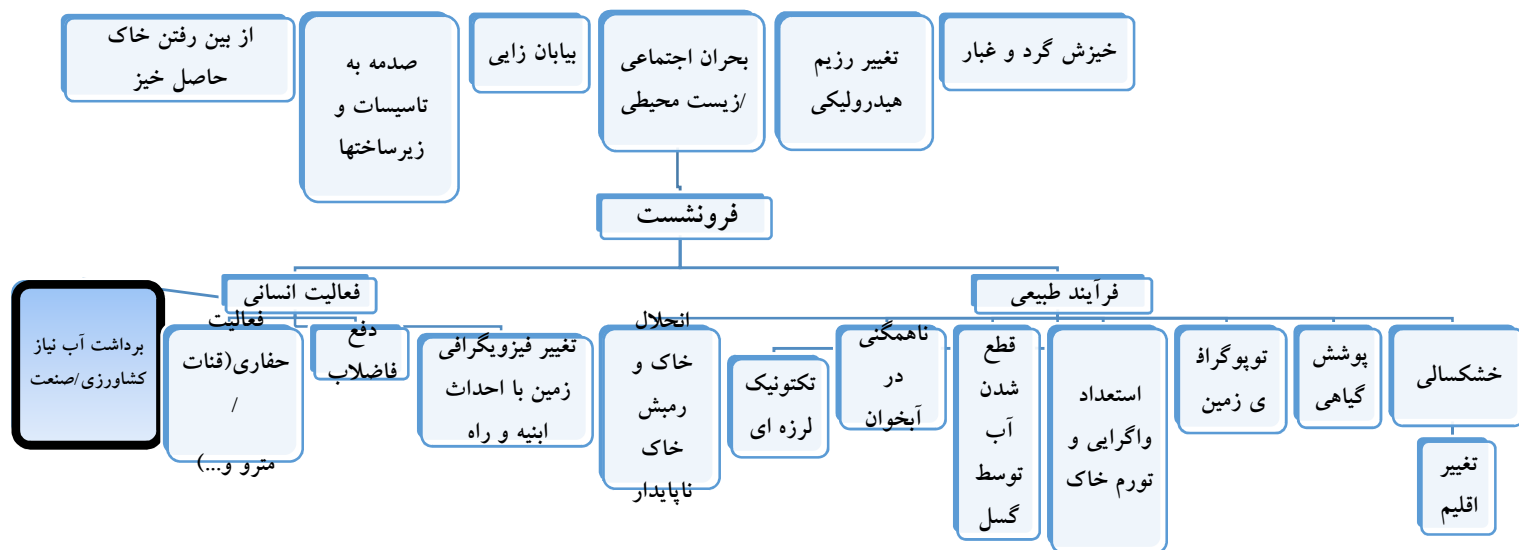 خیزش گرد و غبار
تغییر رزیم
هیدرولیکی
بحران اجتماعی
/زیست محیطی
بیابان زایی
صدمه به
تاسیسات و
زیرساختها
از بین رفتن خاک
حاصل خیز
فرونشست
فرآیند طبیعی
فعالیت انسانی
خشکسالی
تغییر
اقلیم
پوشش
گیاهی
توپوگراف
ی زمین
استعداد
واگرایی و
تورم خاک
قطع
شدن
آب
توسط
گسل
ناهمگنی
در
آبخوان
تکتونیک
لرزه ای
انحلال
خاک و
رمبش
خاک
ناپایدار
تغییر فیزویگرافی
زمین با احداث
ابنیه و راه
دفع
فاضلاب
فعالیت
حفاری(قنات
/
مترو و...)
برداشت آب نیاز
کشاورزی/صنعت